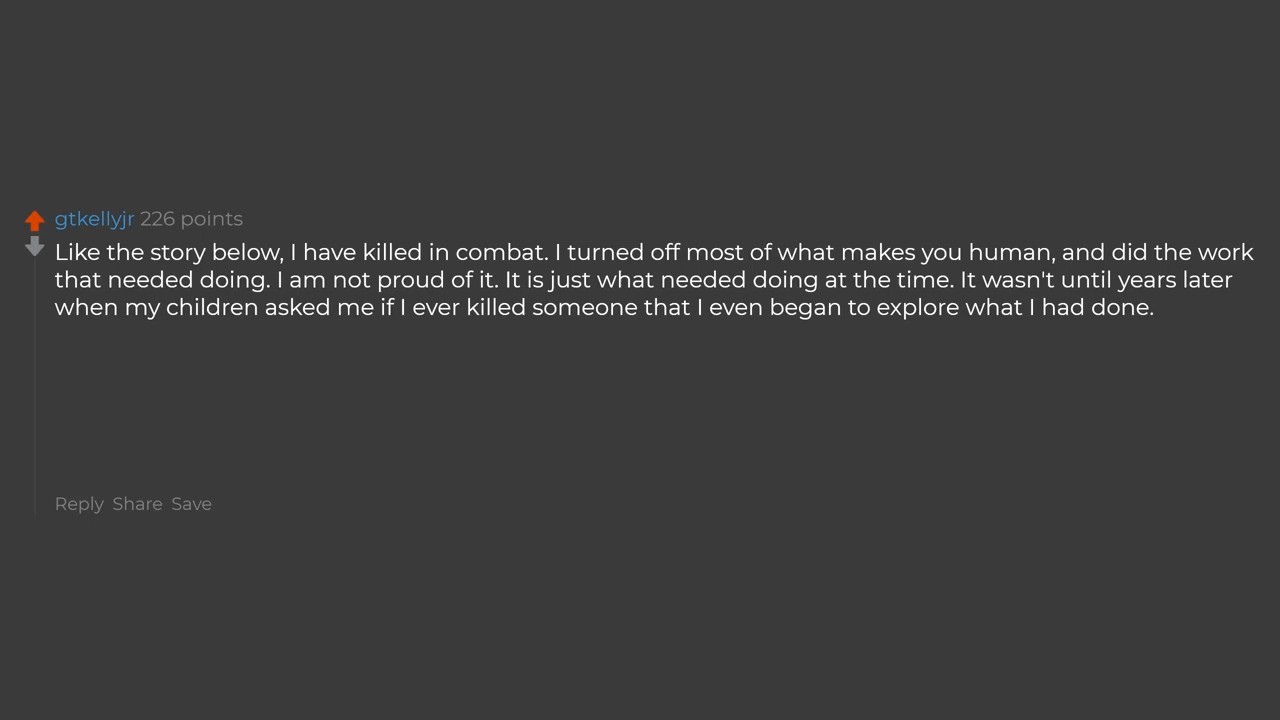 gtkellyjr 226 points
Like the story below, I have killed in combat. I turned off most of what makes you human, and did the work
that needed doing. I am not proud of it. It is just what needed doing at the time. It wasn't until years later
when my children asked me if I ever killed someone that I even began to explore what I had done.
Reply Share Save